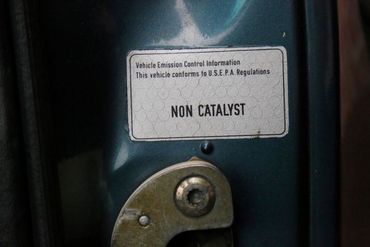 Vehicle Emission Control Information
This vehicle conforms to U.S.E.P.A. Regulations
NON CATALYST